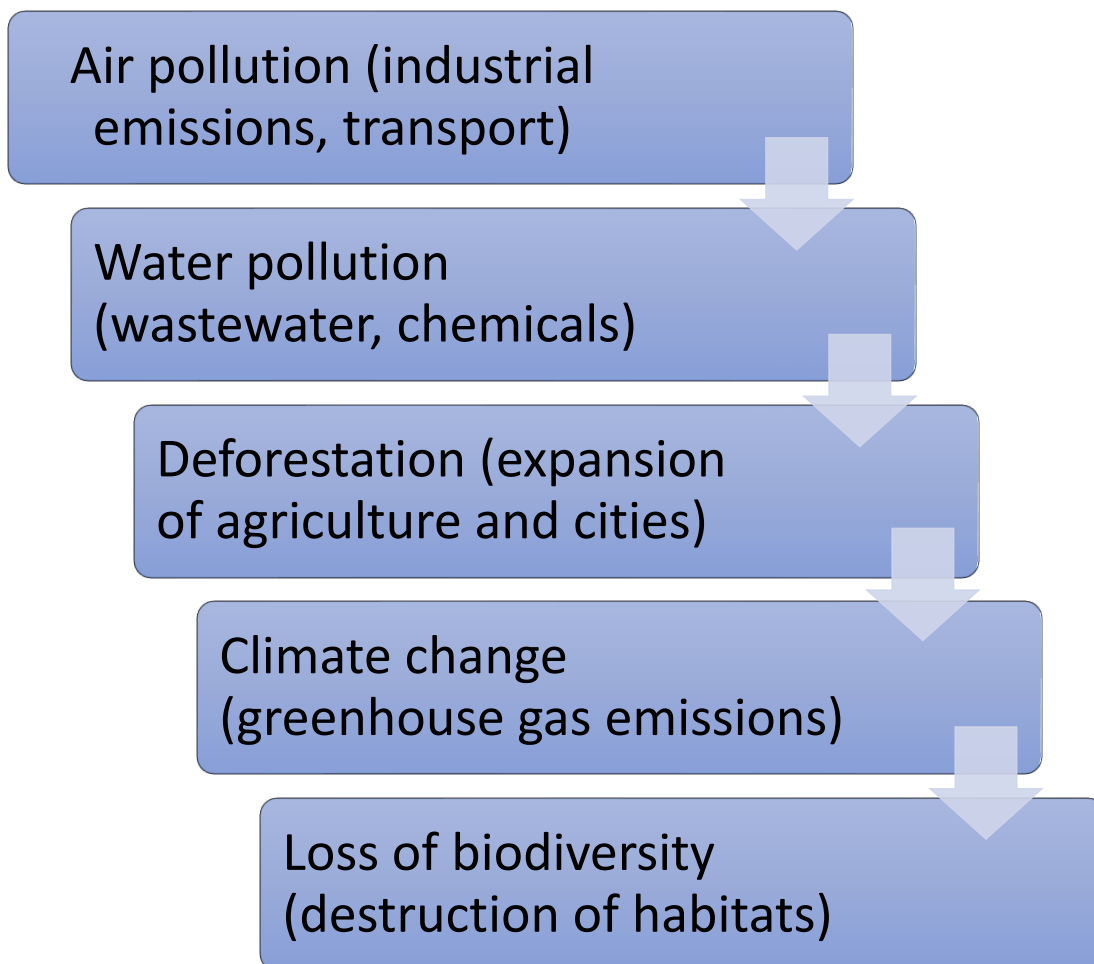 Air pollution (industrial
emissions, transport)
Water pollution
(wastewater, chemicals)
Deforestation (expansion
of agriculture and cities)
Climate change
(greenhouse gas emissions)
Loss of biodiversity
(destruction of habitats)